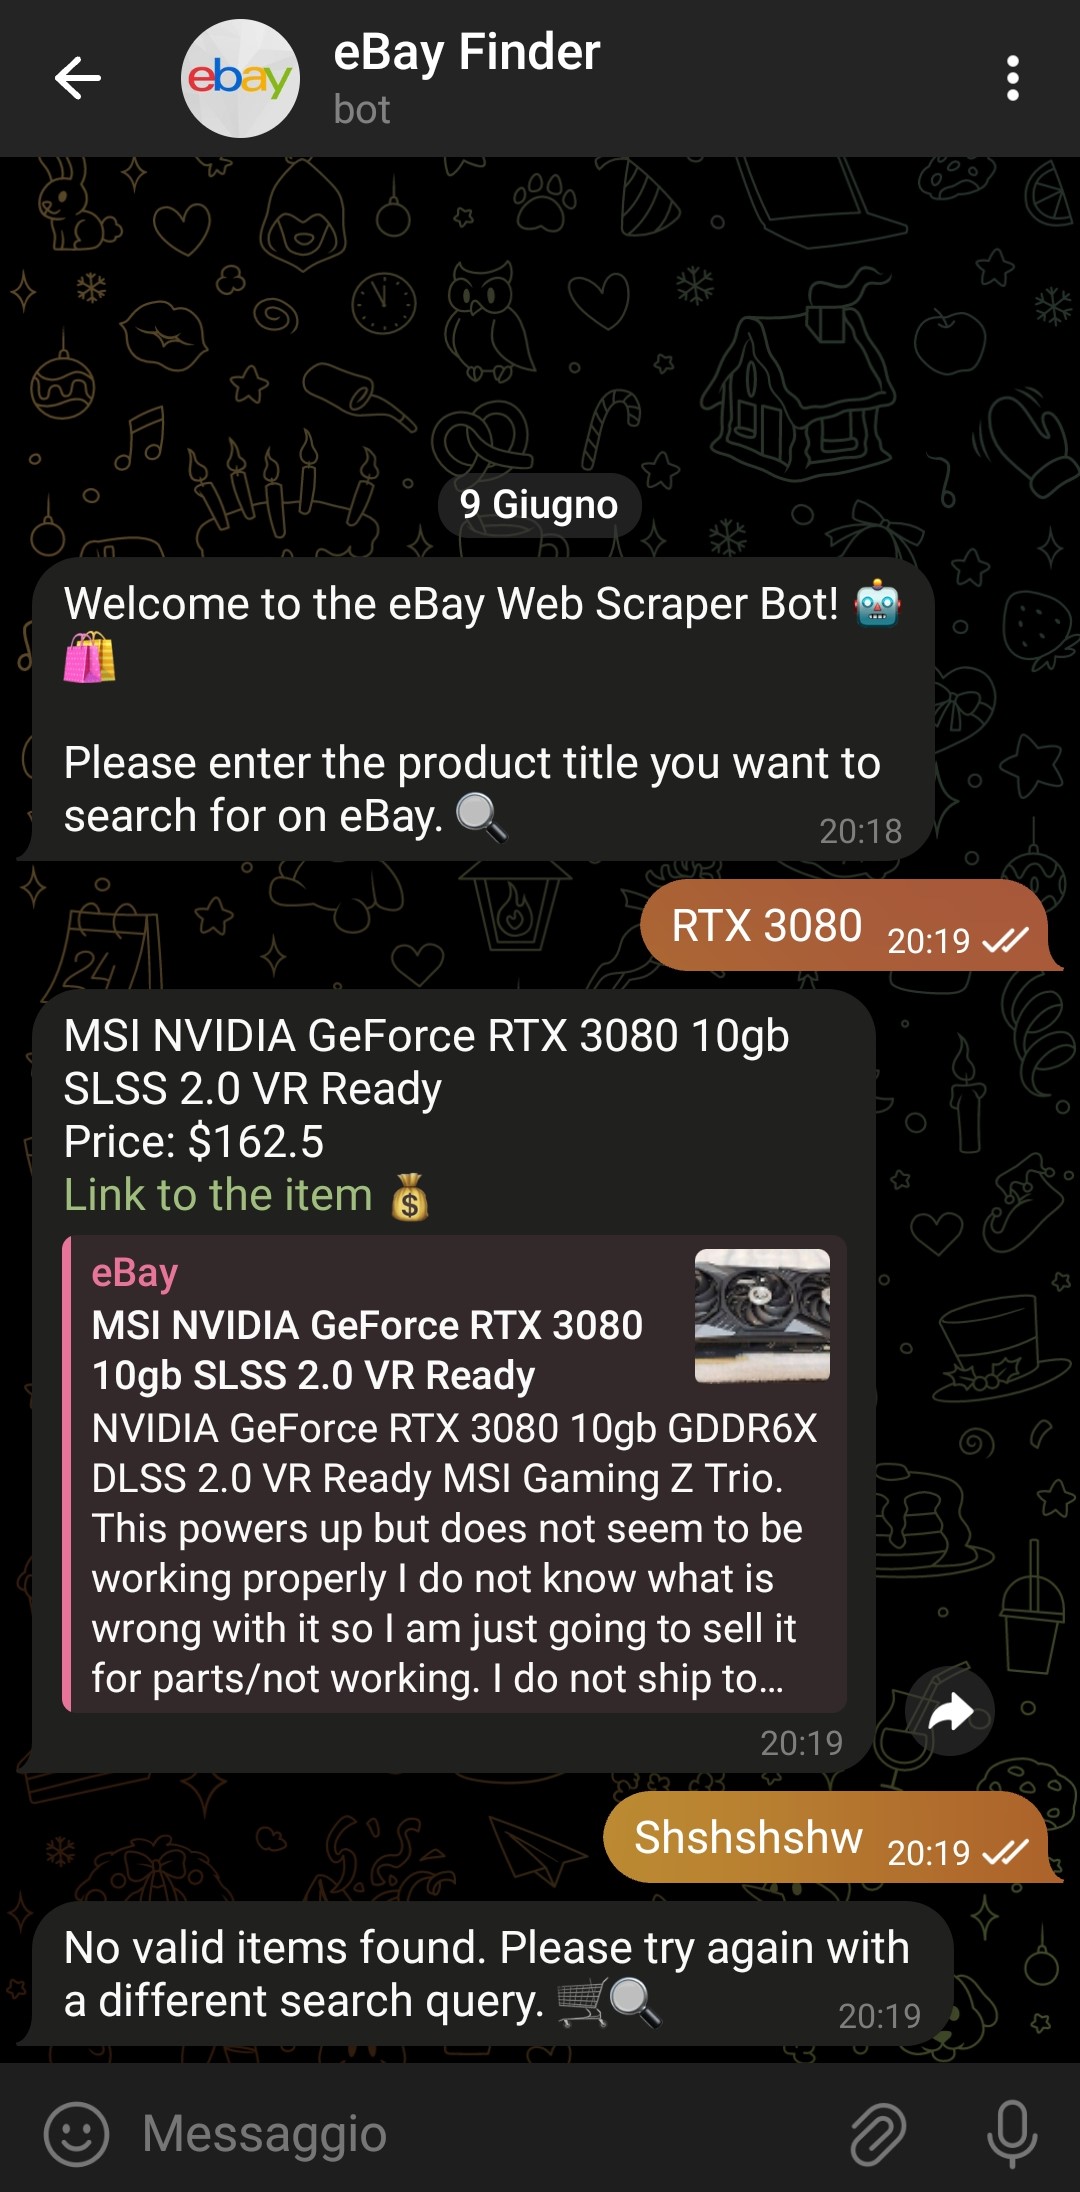 ebay
eBay Finder
bot
24
9 Giugno
Welcome to the eBay Web Scraper Bot! 🤖
🛍️
Please enter the product title you want to
search for on eBay. 🔍
20:18
RTX 3080
20:19
MSI NVIDIA GeForce RTX 3080 10gb
SLSS 2.0 VR Ready
Price: $162.5
Link to the item 💰
eBay
MSI NVIDIA GeForce RTX 3080
10gb SLSS 2.0 VR Ready
NVIDIA GeForce RTX 3080 10gb GDDR6X
DLSS 2.0 VR Ready MSI Gaming Z Trio.
This powers up but does not seem to be
working properly I do not know what is
wrong with it so I am just going to sell it
for parts/not working. I do not ship to...
20:19
Shshshshw
20:19
No valid items found. Please try again with
a different search query. 🛒🔍
20:19
Messaggio